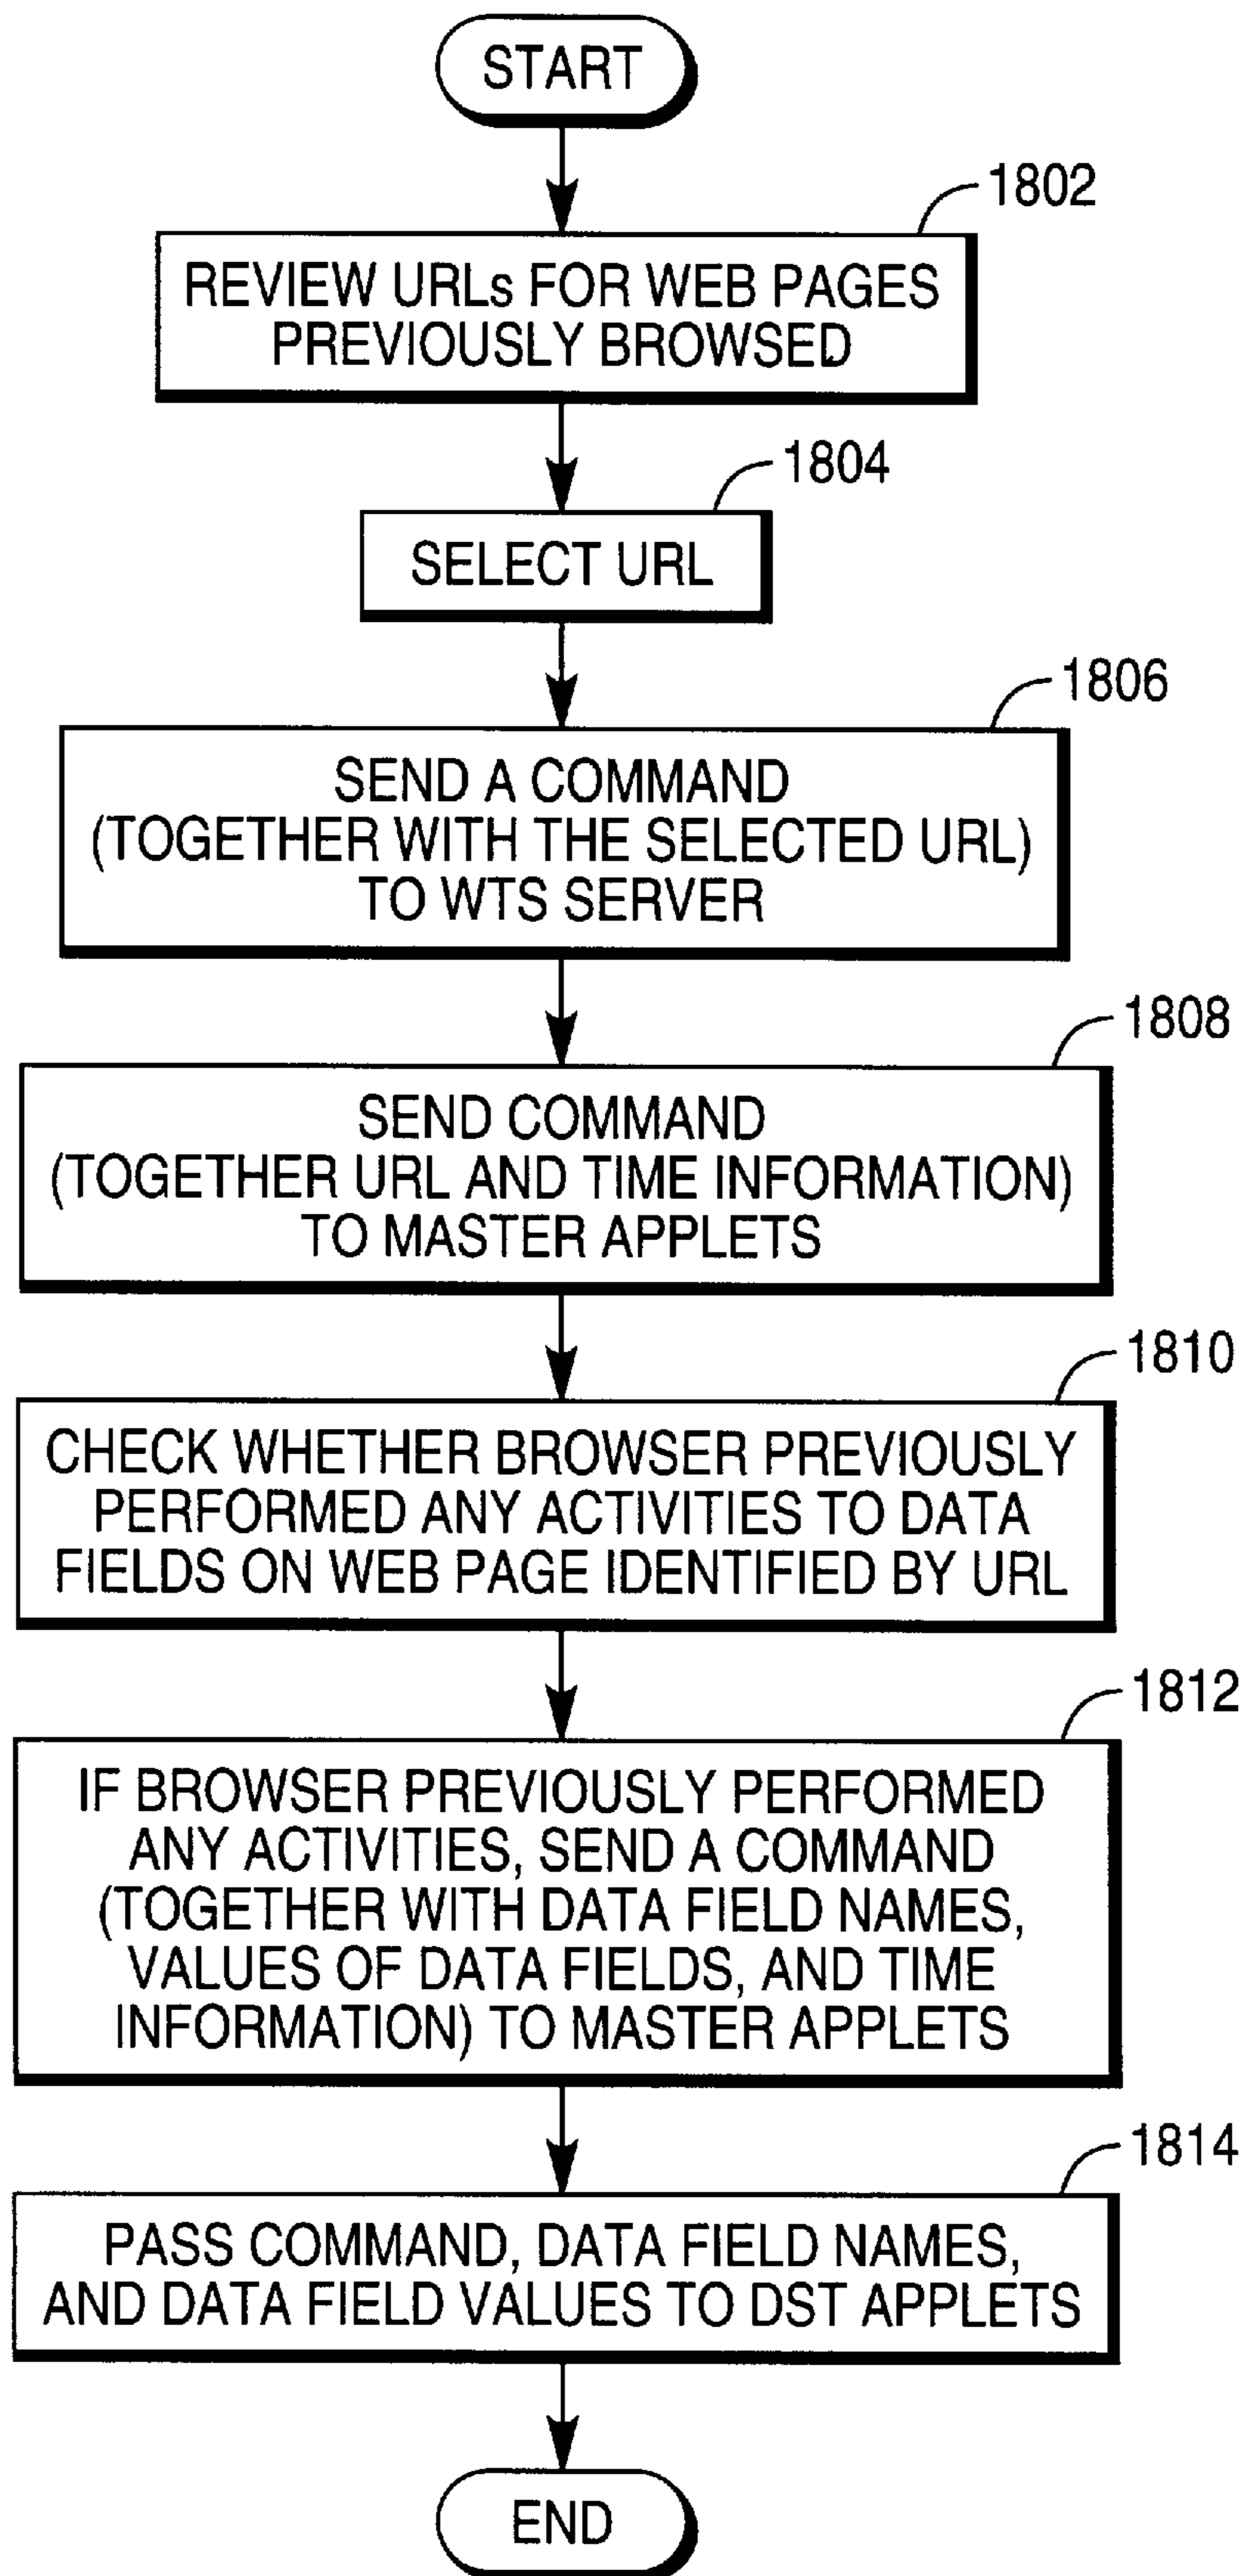 START
1802
REVIEW URLs FOR WEB PAGES
PREVIOUSLY BROWSED
1804
SELECT URL
1806
SEND A COMMAND
(TOGETHER WITH THE SELECTED URL)
TO WTS SERVER
1808
SEND COMMAND
(TOGETHER URL AND TIME INFORMATION)
TO MASTER APPLETS
1810
CHECK WHETHER BROWSER PREVIOUSLY
PERFORMED ANY ACTIVITIES TO DATA
FIELDS ON WEB PAGE IDENTIFIED BY URL
1812
IF BROWSER PREVIOUSLY PERFORMED
ANY ACTIVITIES, SEND A COMMAND
(TOGETHER WITH DATA FIELD NAMES,
VALUES OF DATA FIELDS, AND TIME
INFORMATION) TO MASTER APPLETS
1814
PASS COMMAND, DATA FIELD NAMES,
AND DATA FIELD VALUES TO DST APPLETS
END